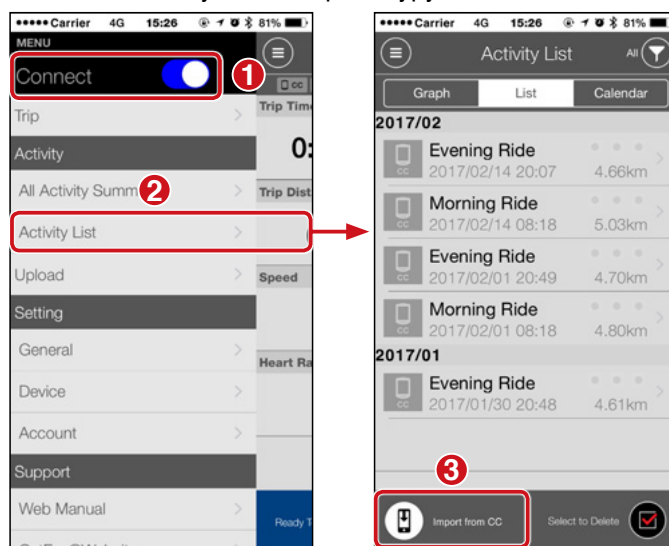 Carrier 4G 15:26 81%
MENU
Connect
1
Trip
Activity
All Activity Summ
2
Activity List
Upload
Setting
General
Device
Account
Support
Web Manual
CC
Trip Time
0:
Trip Dist
Speed
Heart Ra
Ready T
Carrier 4G 15:26 81%
Activity List
All
Graph List Calendar
2017/02
CC
Evening Ride
2017/02/14 20:07 4.66km
CC
Morning Ride
2017/02/14 08:18 5.03km
CC
Evening Ride
2017/02/01 20:49 4.70km
CC
Morning Ride
2017/02/01 08:18 4.80km
2017/01
CC
Evening Ride
2017/01/30 20:48 4.61km
3
Import from CC Select to Delete